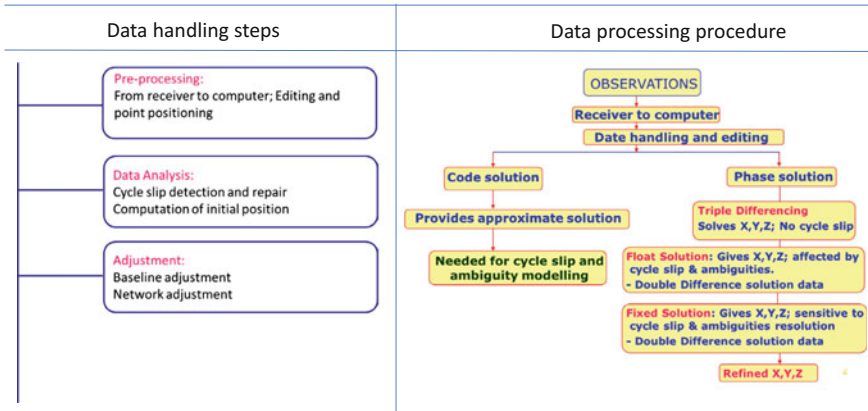 Data handling steps
Data processing procedure
Pre-processing:
From receiver to computer; Editing and
point positioning
Data Analysis:
Cycle slip detection and repair
Computation of initial position
Adjustment:
Baseline adjustment
Network adjustment
OBSERVATIONS
Receiver to computer
Date handling and editing
Code solution
Phase solution
Provides approximate solution
Needed for cycle slip and
ambiguity modelling
Triple Differencing
Solves X,Y,Z; No cycle slip
Float Solution: Gives X,Y,Z; affected by
cycle slip & ambiguities.
- Double Difference solution data
Fixed Solution: Gives X,Y,Z; sensitive to
cycle slip & ambiguities resolution
- Double Difference solution data
Refined X,Y,Z